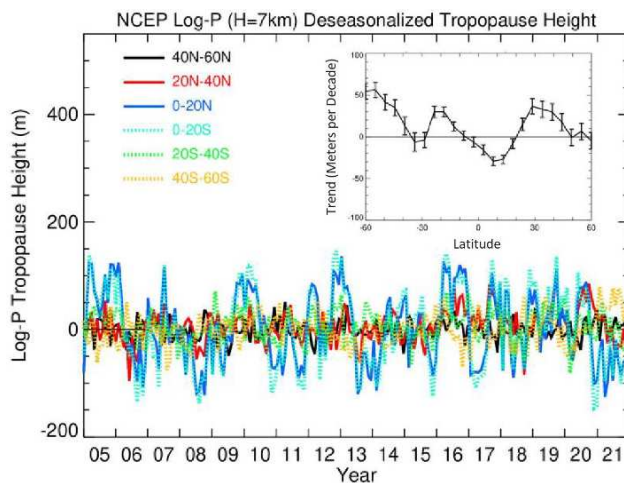 NCEP Log-P (H=7km) Deseasonalized Tropopause Height
40N-60N
20N-40N
0-20N
0-20S
20S-40S
40S-60S
Log-P Tropopause Height (m)
400
200
0
-200
05 06 07 08 09 10 11 12 13 14 15 16 17 18 19 20 21
Year
Trend (Meters per Decade)
100
50
0
-50
-100
-60 -30 0 30 60
Latitude